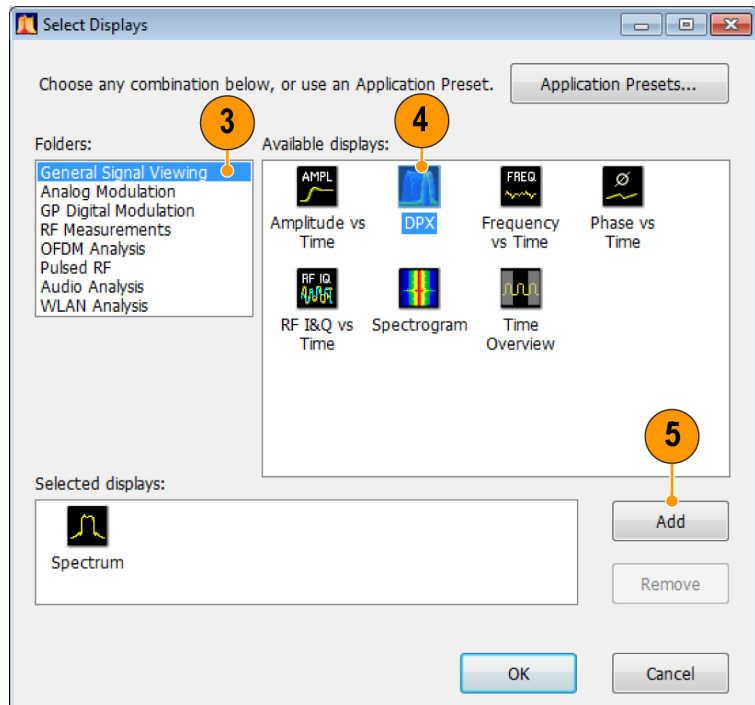 Select Displays
Choose any combination below, or use an Application Preset.
Application Presets...
3
4
Folders:
Available displays:
General Signal Viewing
Analog Modulation
GP Digital Modulation
RF Measurements
OFDM Analysis
Pulsed RF
Audio Analysis
WLAN Analysis
AMPL
Amplitude vs
Time
DPX
FREQ
Frequency
vs Time
Ø
Phase vs
Time
RF IQ
RF I&Q vs
Time
Spectrogram
Time
Overview
5
Selected displays:
Spectrum
Add
Remove
OK
Cancel